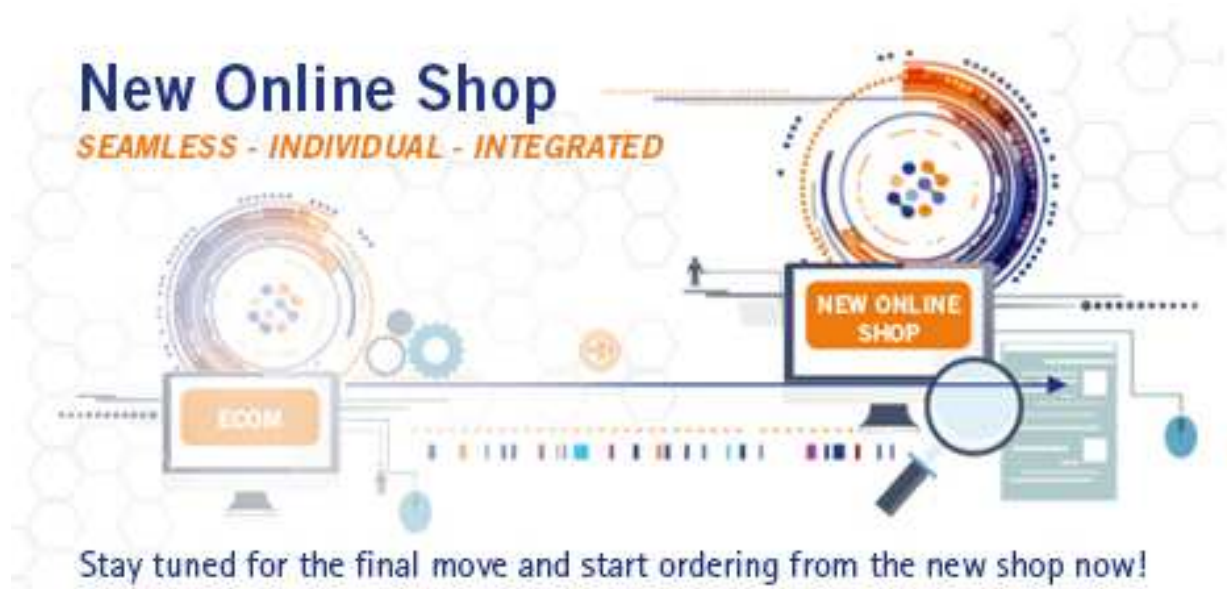 New Online Shop
SEAMLESS - INDIVIDUAL - INTEGRATED
NEW ONLINE
SHOP
ECOM
Stay tuned for the final move and start ordering from the new shop now!